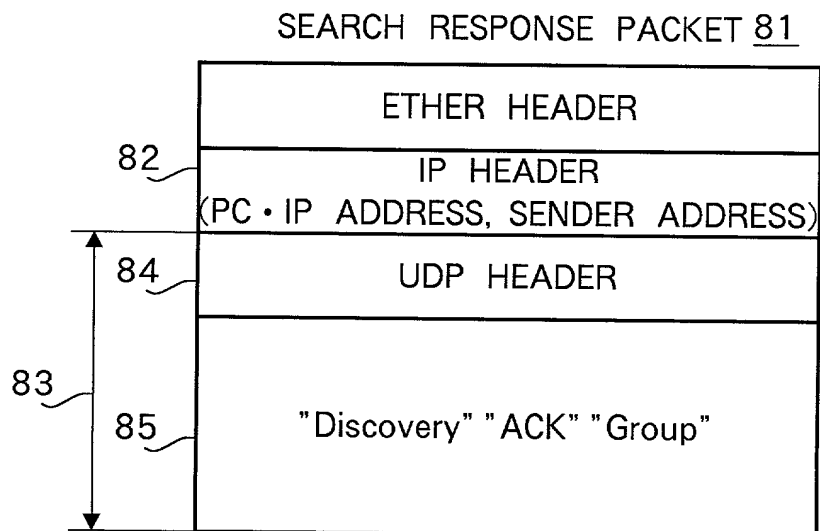 SEARCH RESPONSE PACKET 81
ETHER HEADER
82
IP HEADER
(PC・IP ADDRESS, SENDER ADDRESS)
84
UDP HEADER
83
85
”Discovery” ”ACK” ”Group”